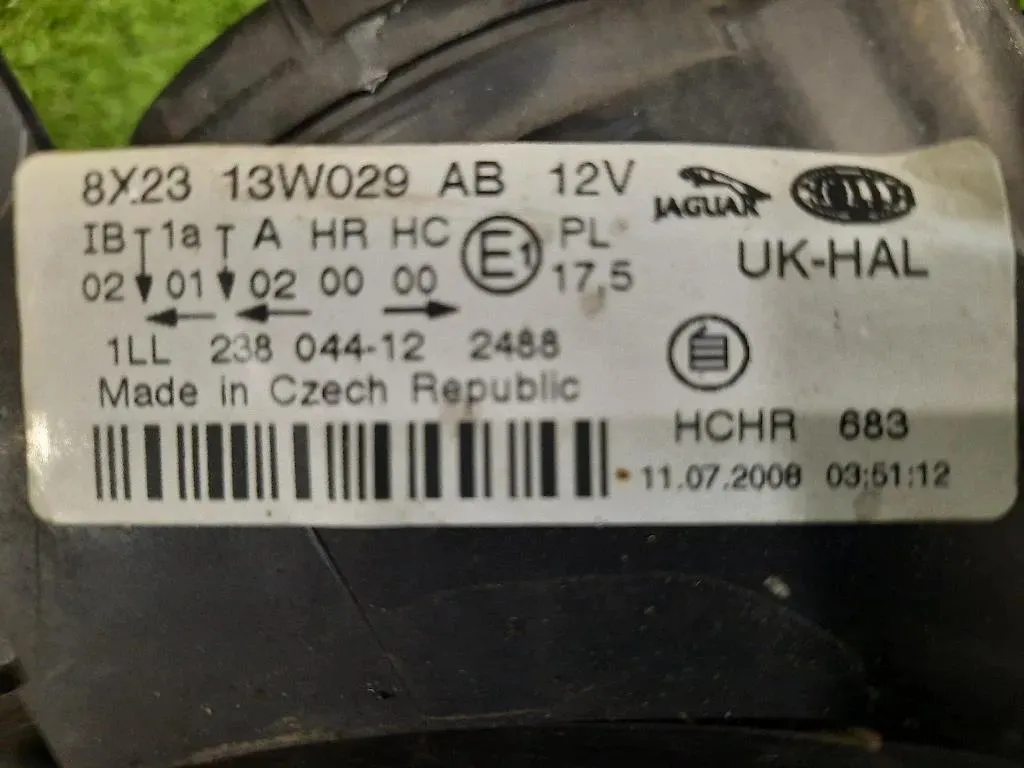 8X23 13W029 AB 12V
JAGUAR
IB 1a A HR HC E1 PL
02 01 02 00 00 17,5
UK-HAL
1LL 238 044-12 2488
Made in Czech Republic
HCHR 683
11.07.2008 03:51:12